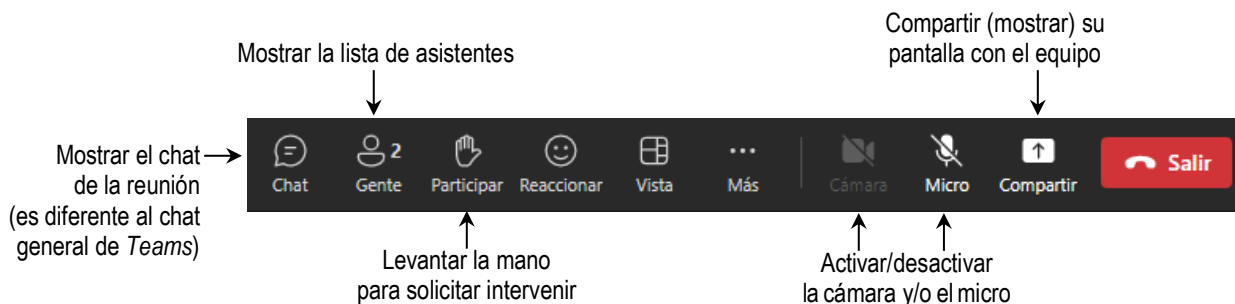 Compartir (mostrar) su
pantalla con el equipo
Mostrar la lista de asistentes
Mostrar el chat
de la reunión
(es diferente al chat
general de Teams)
Chat
2
Gente
Participar
Reaccionar
Vista
Más
Cámara
Micro
Compartir
Salir
Levantar la mano
para solicitar intervenir
Activar/desactivar
la cámara y/o el micro